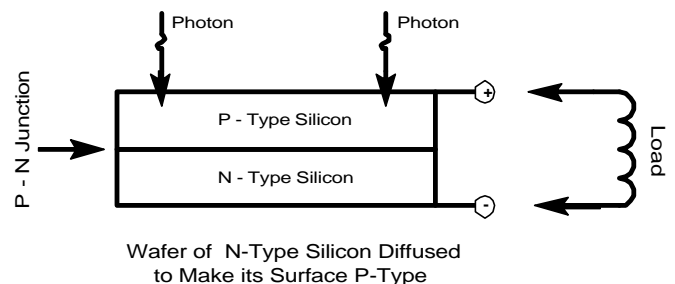 Photon
Photon
P - N Junction
P - Type Silicon
N - Type Silicon
+
-
Load
Wafer of N-Type Silicon Diffused
to Make its Surface P-Type